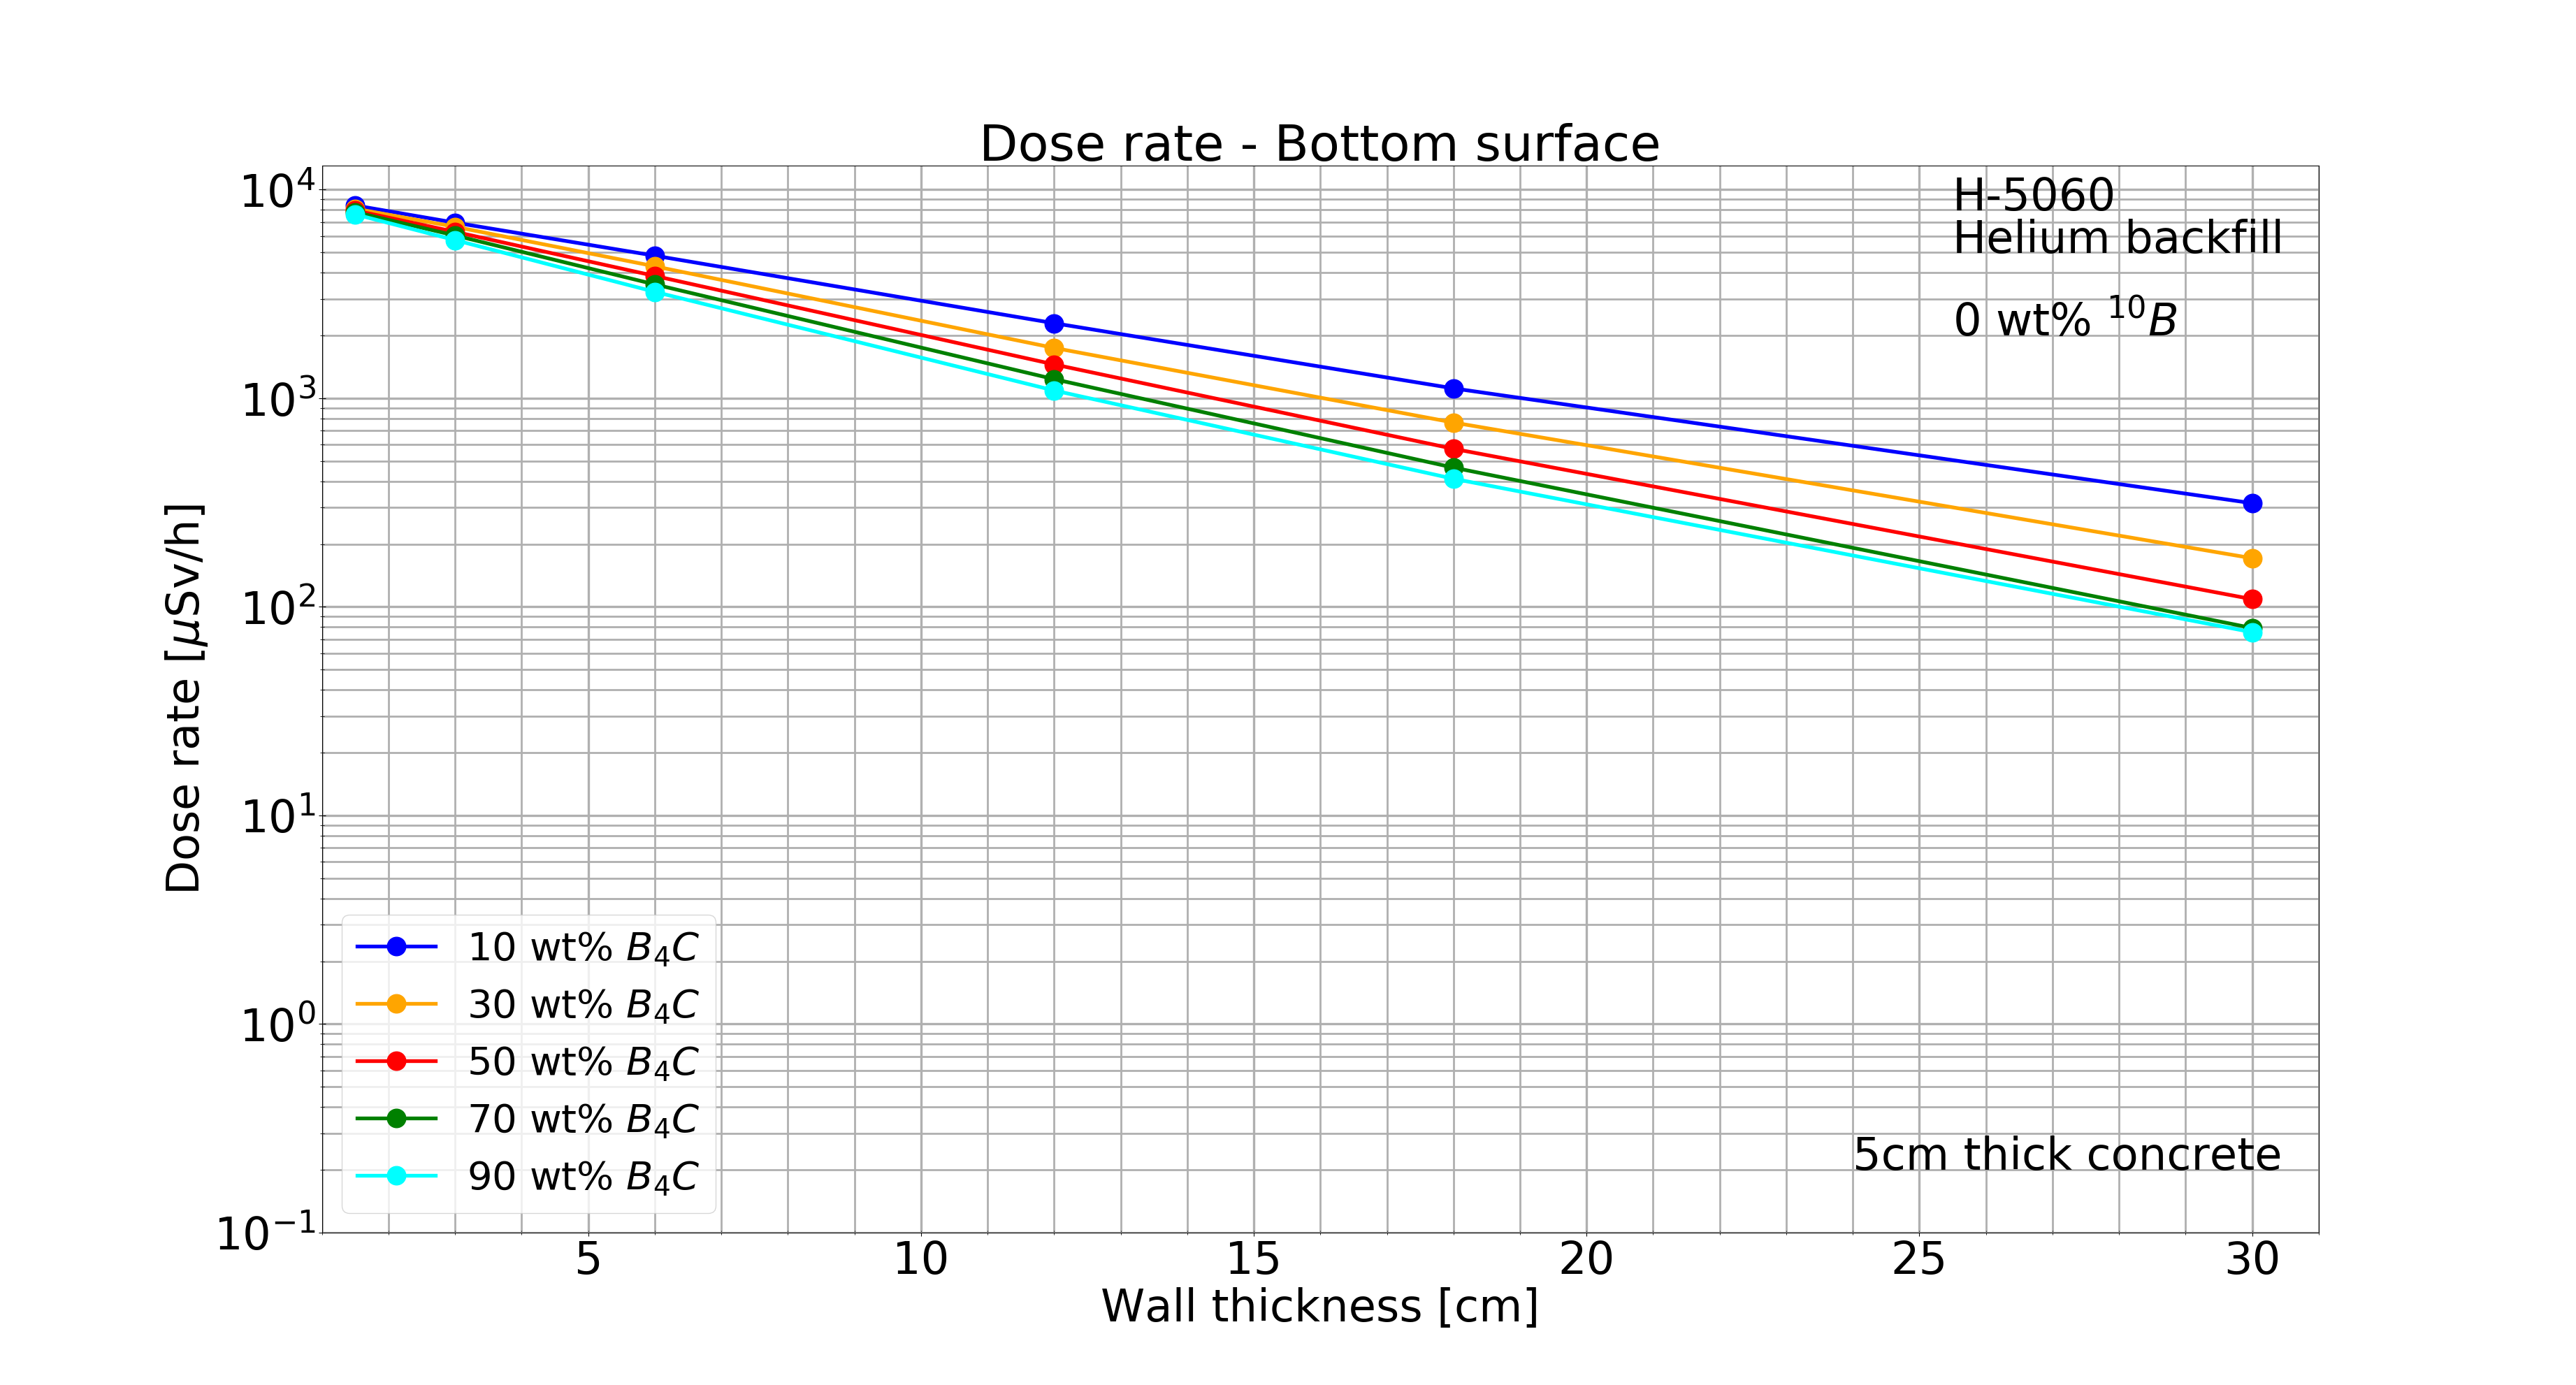 Dose rate - Bottom surface
10⁴
10³
10²
10¹
10⁰
10⁻¹
Dose rate [μSv/h]
H-5060
Helium backfill
0 wt% ¹⁰B
10 wt% B₄C
30 wt% B₄C
50 wt% B₄C
70 wt% B₄C
90 wt% B₄C
5cm thick concrete
5 10 15 20 25 30
Wall thickness [cm]